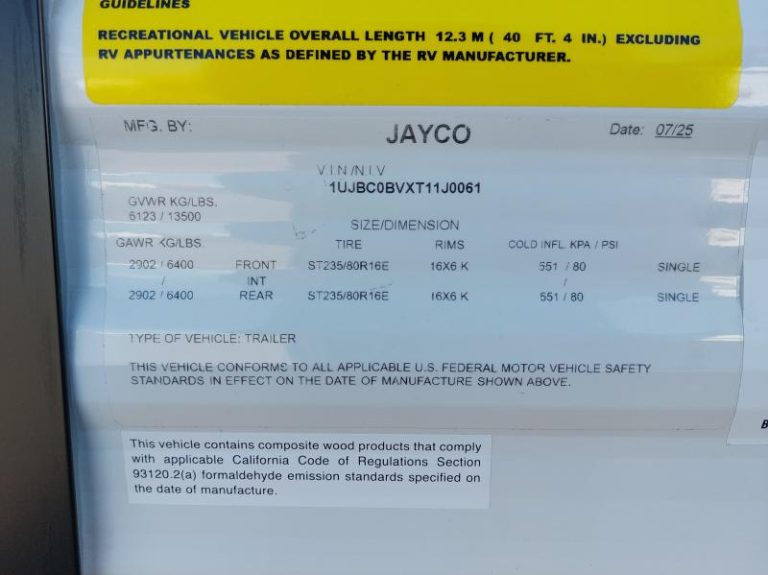 GUIDELINES
RECREATIONAL VEHICLE OVERALL LENGTH 12.3 M ( 40 FT. 4 IN.) EXCLUDING
RV APPURTENANCES AS DEFINED BY THE RV MANUFACTURER.
MFG. BY: JAYCO Date: 07/25
V.I.N/N.I.V
1UJBC0BVXT11J0061
GVWR KG/LBS.
6123 / 13500
SIZE/DIMENSION
GAWR KG/LBS. TIRE RIMS COLD INFL. KPA / PSI
2902 / 6400 FRONT ST235/80R16E 16X6 K 551 / 80 SINGLE
/ INT /
2902 / 6400 REAR ST235/80R16E 16X6 K 551 / 80 SINGLE
TYPE OF VEHICLE: TRAILER
THIS VEHICLE CONFORMS TO ALL APPLICABLE U.S. FEDERAL MOTOR VEHICLE SAFETY
STANDARDS IN EFFECT ON THE DATE OF MANUFACTURE SHOWN ABOVE.
This vehicle contains composite wood products that comply
with applicable California Code of Regulations Section
93120.2(a) formaldehyde emission standards specified on
the date of manufacture.